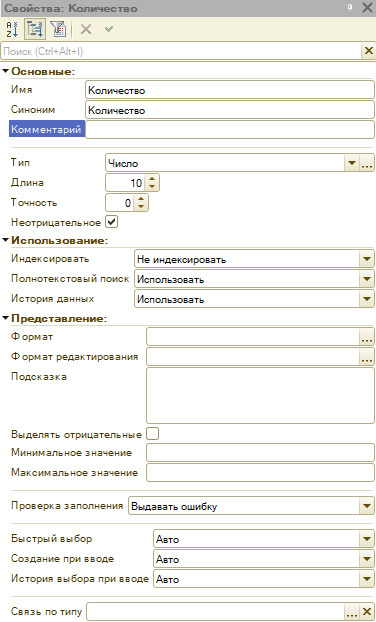 Свойства: Количество
Поиск (Ctrl+Alt+I)
Основные:
Имя Количество
Синоним Количество
Комментарий
Тип Число
Длина 10
Точность 0
Неотрицательное
Использование:
Индексировать Не индексировать
Полнотекстовый поиск Использовать
История данных Использовать
Представление:
Формат
Формат редактирования
Подсказка
Выделять отрицательные
Минимальное значение
Максимальное значение
Проверка заполнения Выдавать ошибку
Быстрый выбор Авто
Создание при вводе Авто
История выбора при вводе Авто
Связь по типу